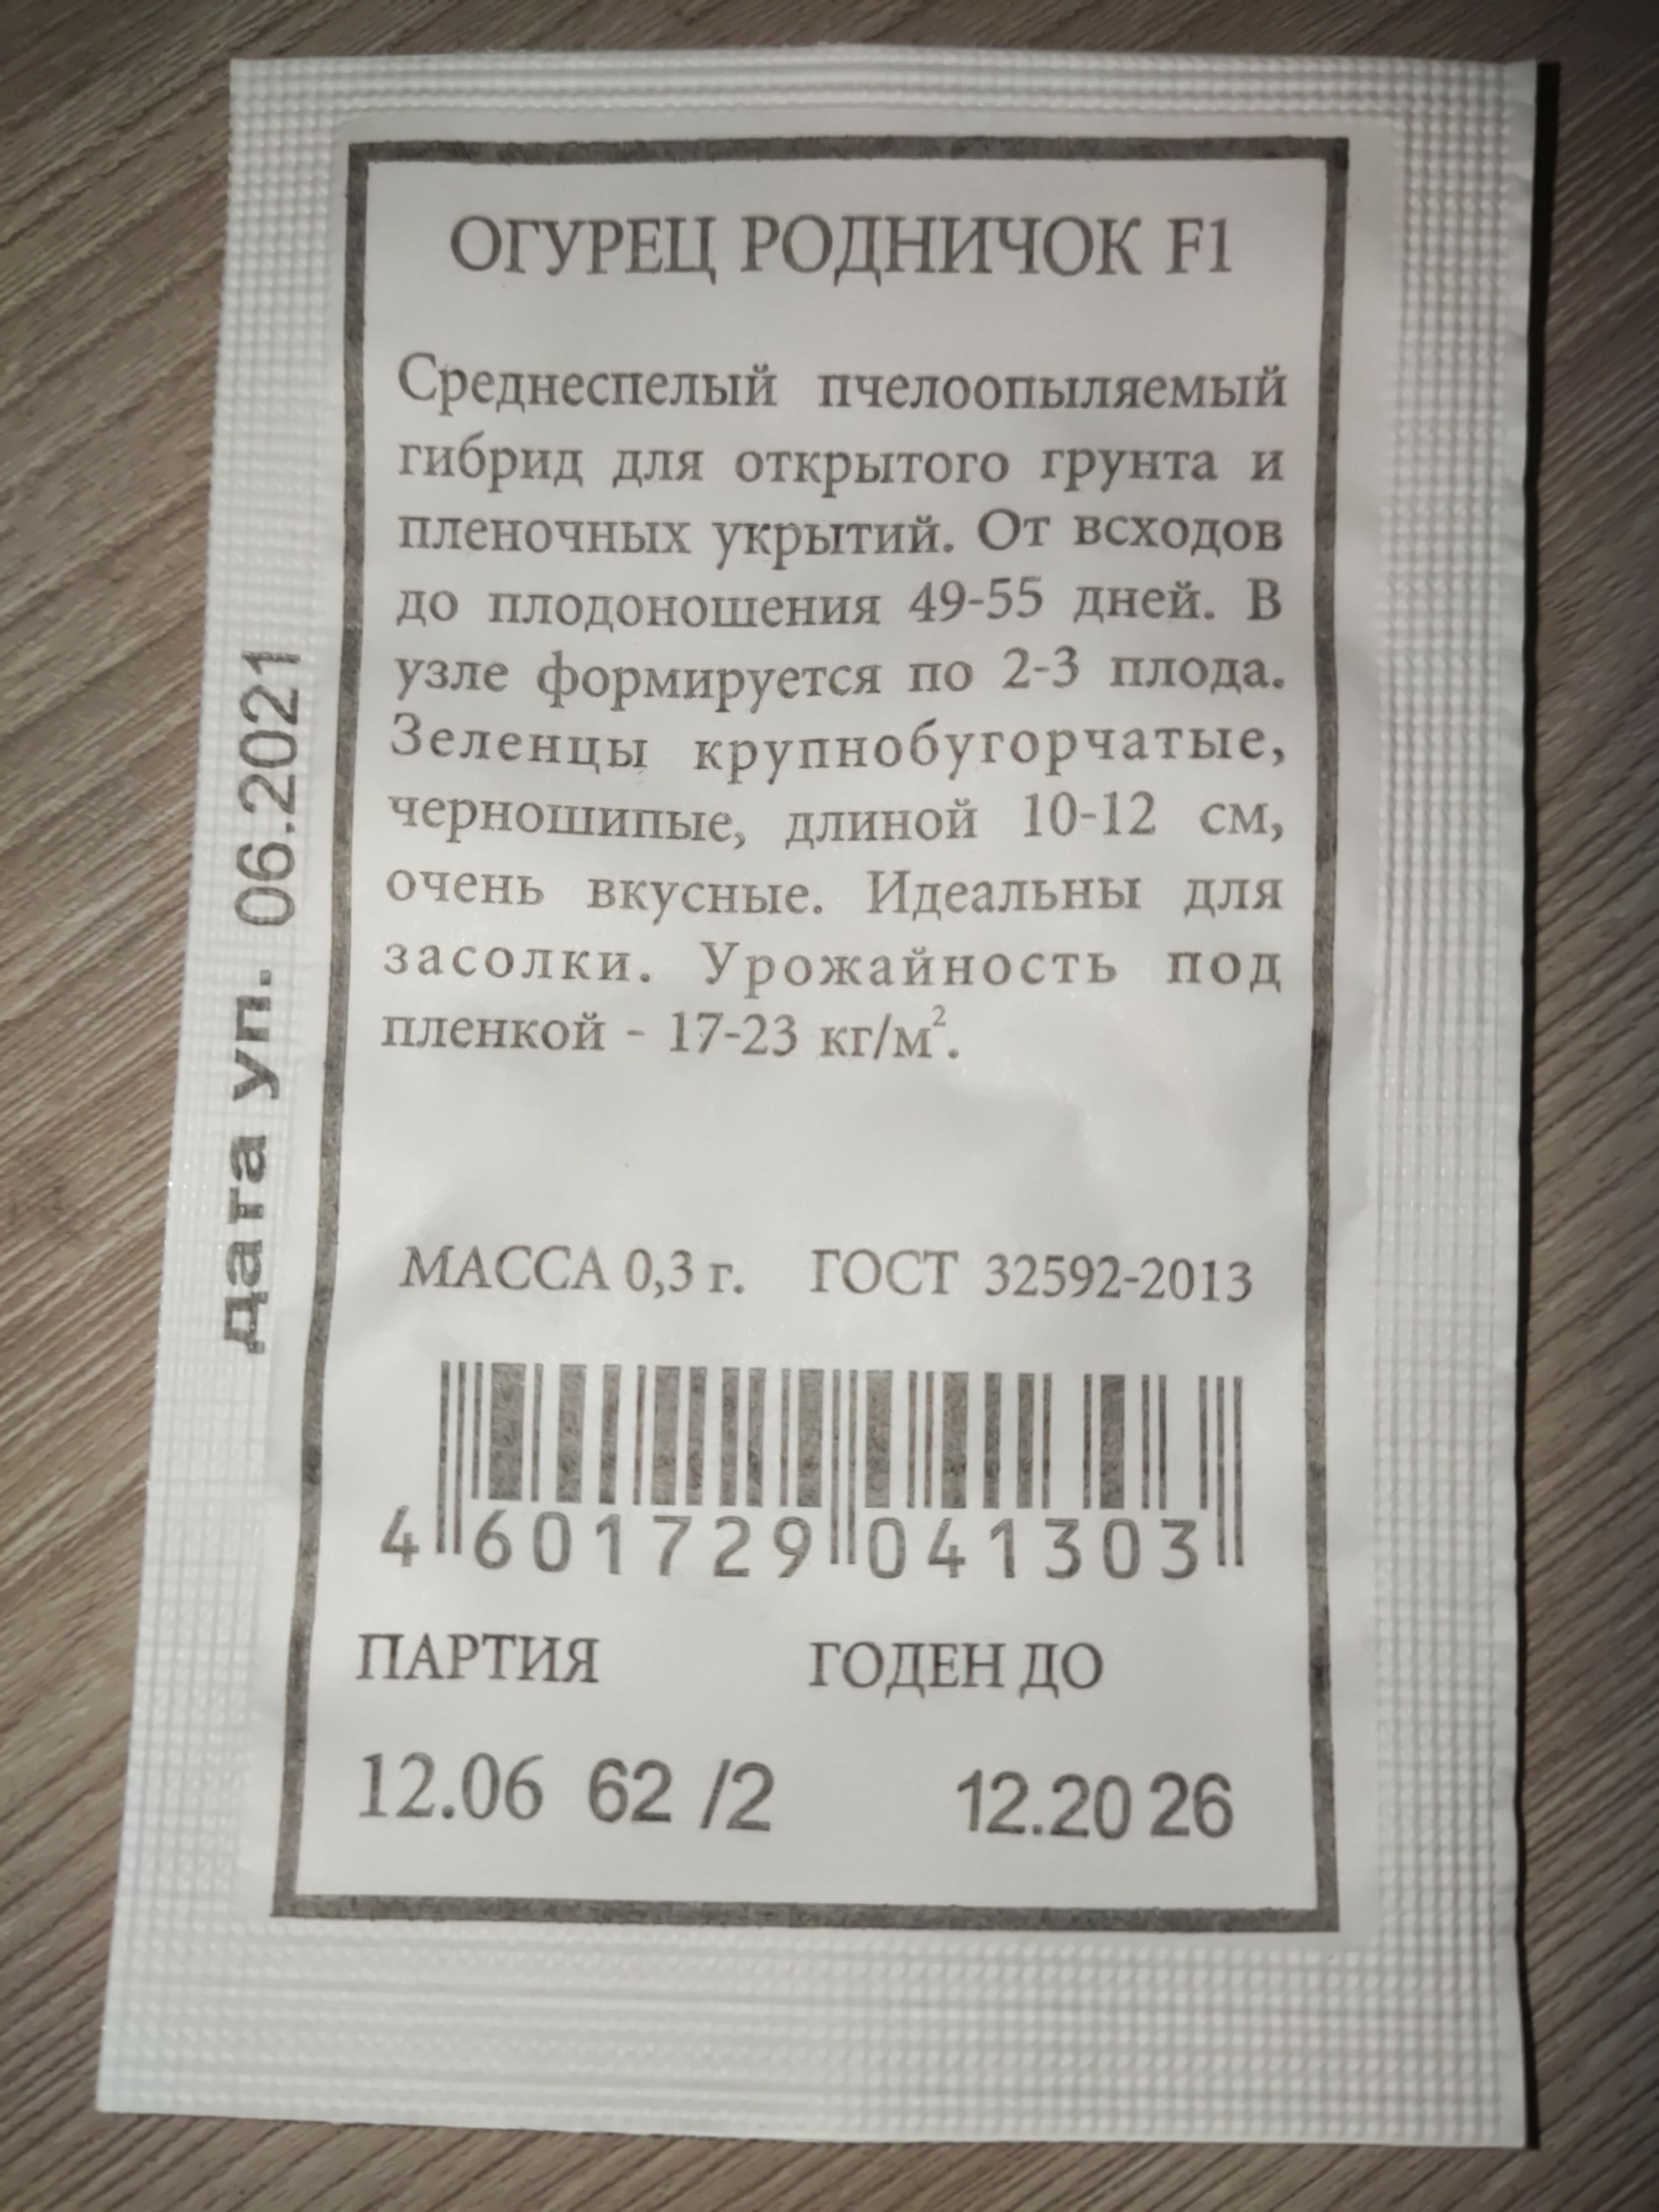 ОГУРЕЦ РОДНИЧОК F1
Среднеспелый пчелоопыляемый
гибрид для открытого грунта и
пленочных укрытий. От всходов
до плодоношения 49-55 дней. В
узле формируется по 2-3 плода.
Зеленцы крупнобугорчатые,
черношипые, длиной 10-12 см,
очень вкусные. Идеальны для
засолки. Урожайность под
пленкой - 17-23 кг/м².
МАССА 0,3 г. ГОСТ 32592-2013
4 601729 041303
ПАРТИЯ ГОДЕН ДО
12.06 62 /2 12.20 26
дата уп. 06.2021